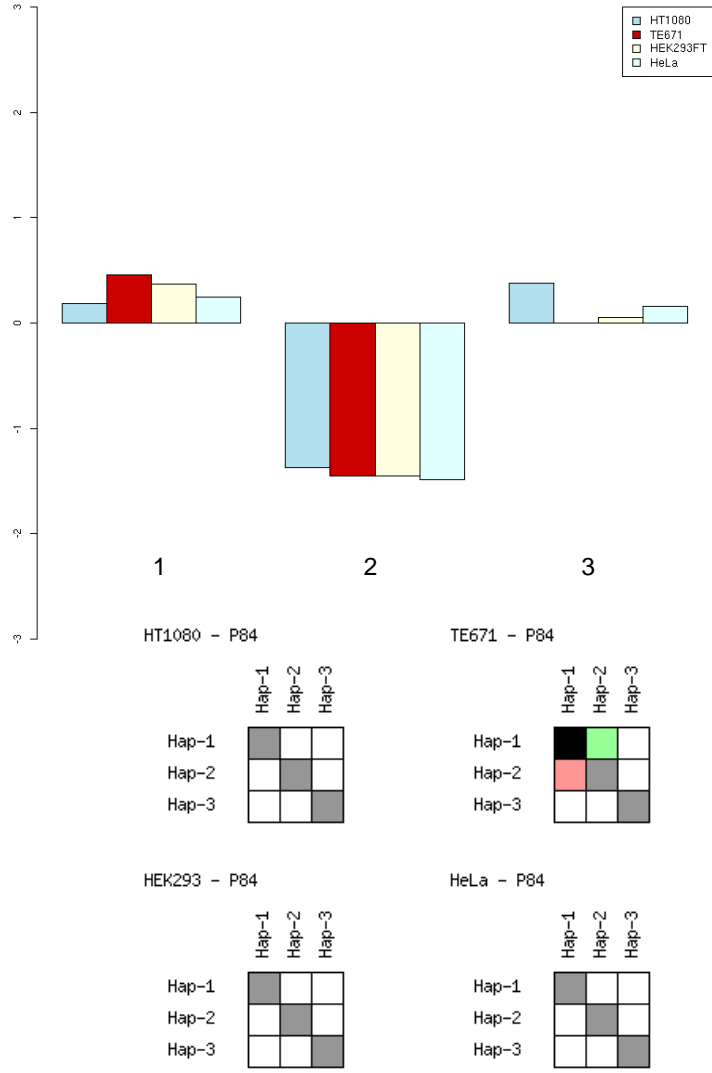 3
HT1080
TE671
HEK293FT
HeLa
2
1
0
-1
-2
1 2 3
-3
HT1080 - P84 TE671 - P84
Hap-1 Hap-2 Hap-3 Hap-1 Hap-2 Hap-3
Hap-1 Hap-1
Hap-2 Hap-2
Hap-3 Hap-3
HEK293 - P84 HeLa - P84
Hap-1 Hap-2 Hap-3 Hap-1 Hap-2 Hap-3
Hap-1 Hap-1
Hap-2 Hap-2
Hap-3 Hap-3